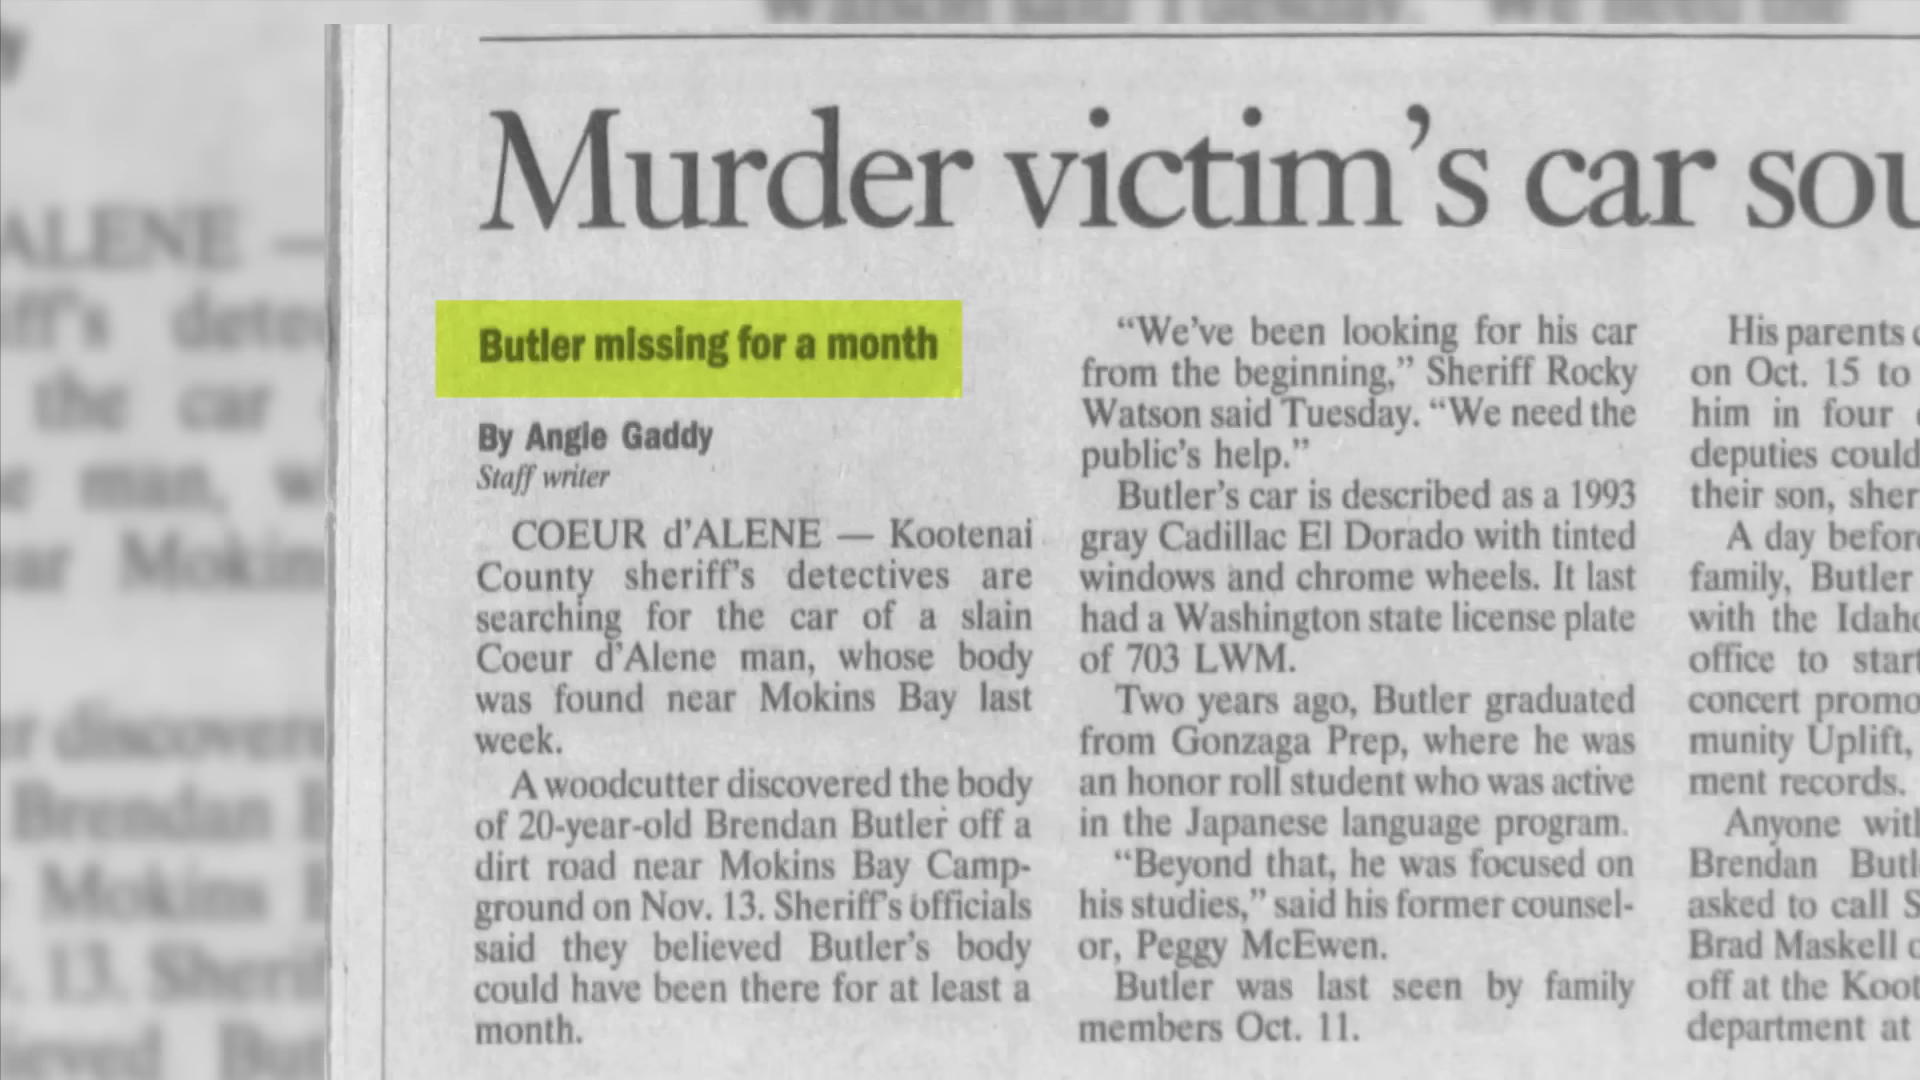 Murder victim's car sou
Butler missing for a month
By Angie Gaddy
Staff writer
COEUR d'ALENE — Kootenai
County sheriff's detectives are
searching for the car of a slain
Coeur d'Alene man, whose body
was found near Mokins Bay last
week.
A woodcutter discovered the body
of 20-year-old Brendan Butler off a
dirt road near Mokins Bay Camp-
ground on Nov. 13. Sheriff's officials
said they believed Butler's body
could have been there for at least a
month.
“We've been looking for his car
from the beginning,” Sheriff Rocky
Watson said Tuesday. “We need the
public's help.”
Butler's car is described as a 1993
gray Cadillac El Dorado with tinted
windows and chrome wheels. It last
had a Washington state license plate
of 703 LWM.
Two years ago, Butler graduated
from Gonzaga Prep, where he was
an honor roll student who was active
in the Japanese language program.
“Beyond that, he was focused on
his studies,” said his former counsel-
or, Peggy McEwen.
Butler was last seen by family
members Oct. 11.
His parents
on Oct. 15 to
him in four
deputies could
their son, sher
A day before
family, Butler
with the Idaho
office to start
concert promo
munity Uplift,
ment records.
Anyone with
Brendan Butl
asked to call S
Brad Maskell
off at the Koot
department at